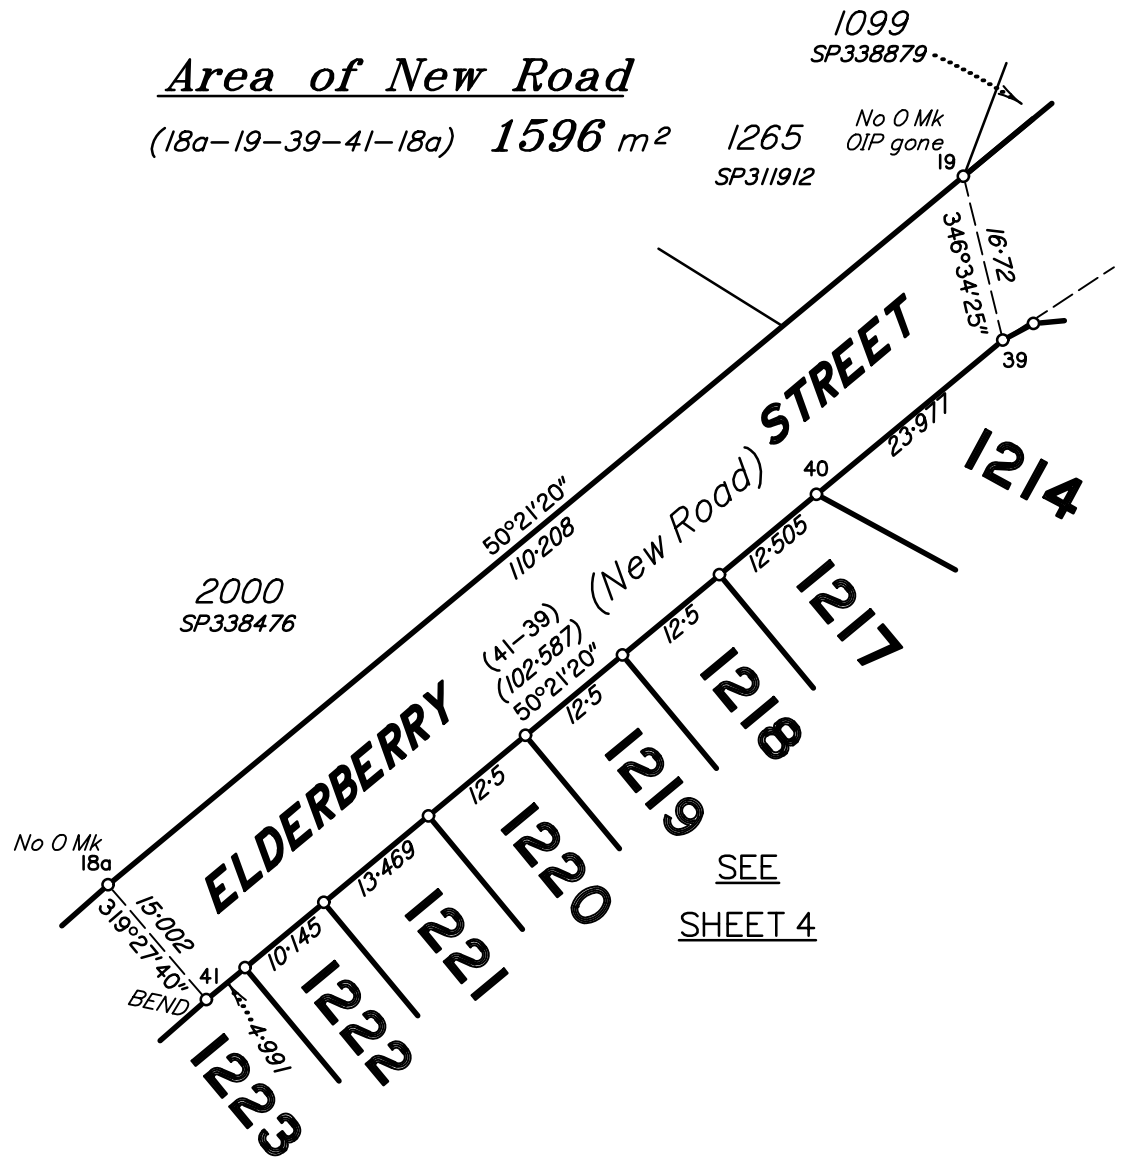 1099
SP338879
Area of New Road
(18a-19-39-41-18a) 1596 m²
1265
SP311912
No O Mk
OIP gone
19
16·72
346°34'25"
39
STREET
23·977
1214
40
50°21'20"
110·208
(New Road)
12·505
1217
2000
SP338476
(41-39)
(102·587)
50°21'20"
12·5
1218
12·5
1219
ELDERBERRY
12·5
1220
13·469
1221
SEE
SHEET 4
No O Mk
18a
15·002
319°27'40"
41
BEND
10·145
1222
4·991
1223